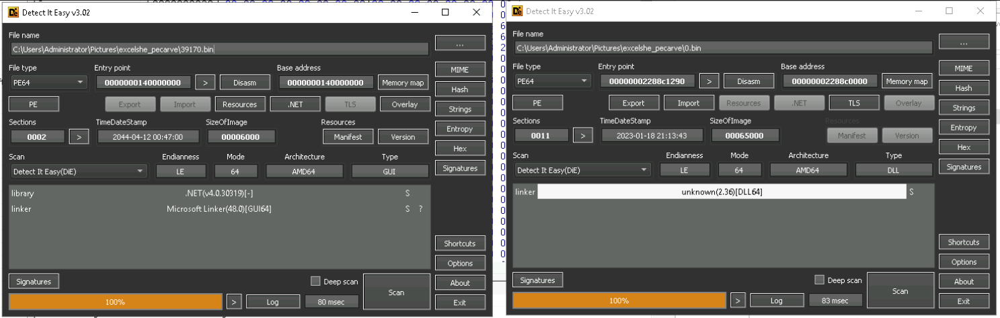 Detect It Easy v3.02
File name
C:\Users\Administrator\Pictures\excelshe_pecarve\39170.bin
...
File type
Entry point
Base address
MIME
PE64
0000000140000000
>
Disasm
0000000140000000
Memory map
Hash
PE
Export
Import
Resources
.NET
TLS
Overlay
Strings
Sections
TimeDateStamp
SizeOfImage
Resources
Entropy
0002
>
2044-04-12 00:47:00
00006000
Manifest
Version
Hex
Scan
Endianness
Mode
Architecture
Type
Detect It Easy(DiE)
LE
64
AMD64
GUI
Signatures
library .NET(v4.0.30319)[-] S
linker Microsoft Linker(48.0)[GUI64] S ?
Shortcuts
Options
Signatures
Deep scan
Scan
About
100%
>
Log
80 msec
Exit
Detect It Easy v3.02
File name
C:\Users\Administrator\Pictures\excelshe_pecarve\0.bin
...
File type
Entry point
Base address
MIME
PE64
00000002288c1290
>
Disasm
00000002288c0000
Memory map
Hash
PE
Export
Import
Resources
.NET
TLS
Overlay
Strings
Sections
TimeDateStamp
SizeOfImage
Resources
Entropy
0011
>
2023-01-18 21:13:43
00065000
Manifest
Version
Hex
Scan
Endianness
Mode
Architecture
Type
Detect It Easy(DiE)
LE
64
AMD64
DLL
Signatures
linker unknown(2.36)[DLL64] S
Shortcuts
Options
Signatures
Deep scan
Scan
About
100%
>
Log
83 msec
Exit